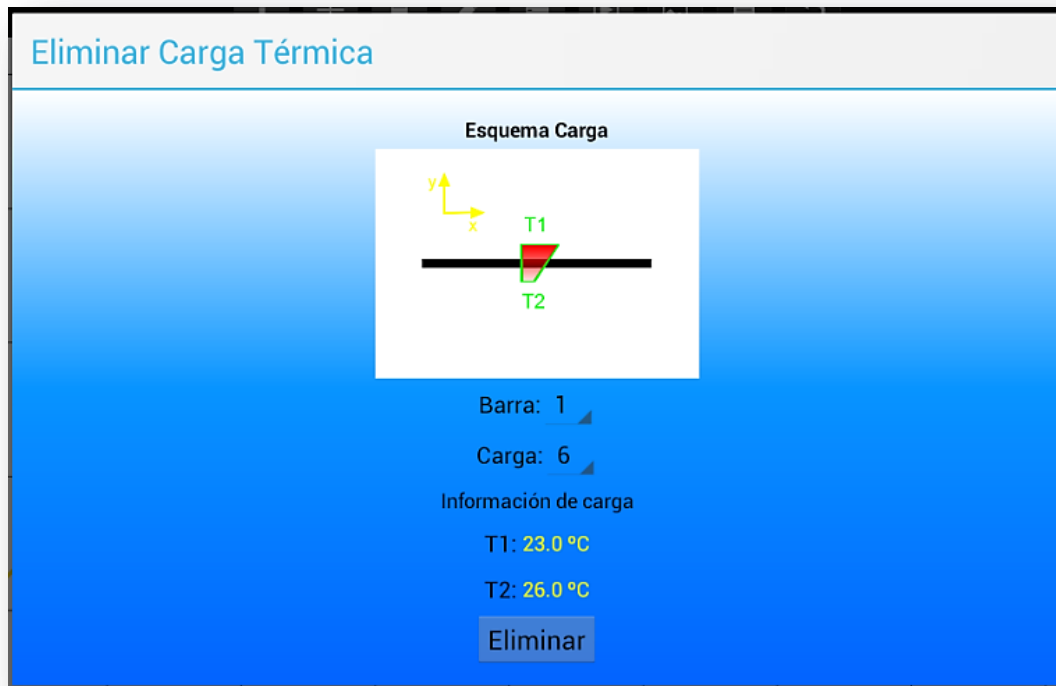 Eliminar Carga Térmica
Esquema Carga
y
x
T1
T2
Barra: 1
Carga: 6
Información de carga
T1: 23.0 ºC
T2: 26.0 ºC
Eliminar